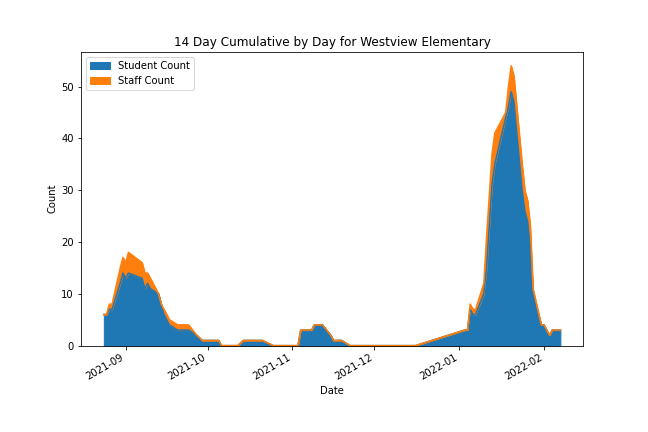 14 Day Cumulative by Day for Westview Elementary
Student Count
Staff Count
50
40
30
20
10
0
Count
2021-09
2021-10
2021-11
2021-12
2022-01
2022-02
Date